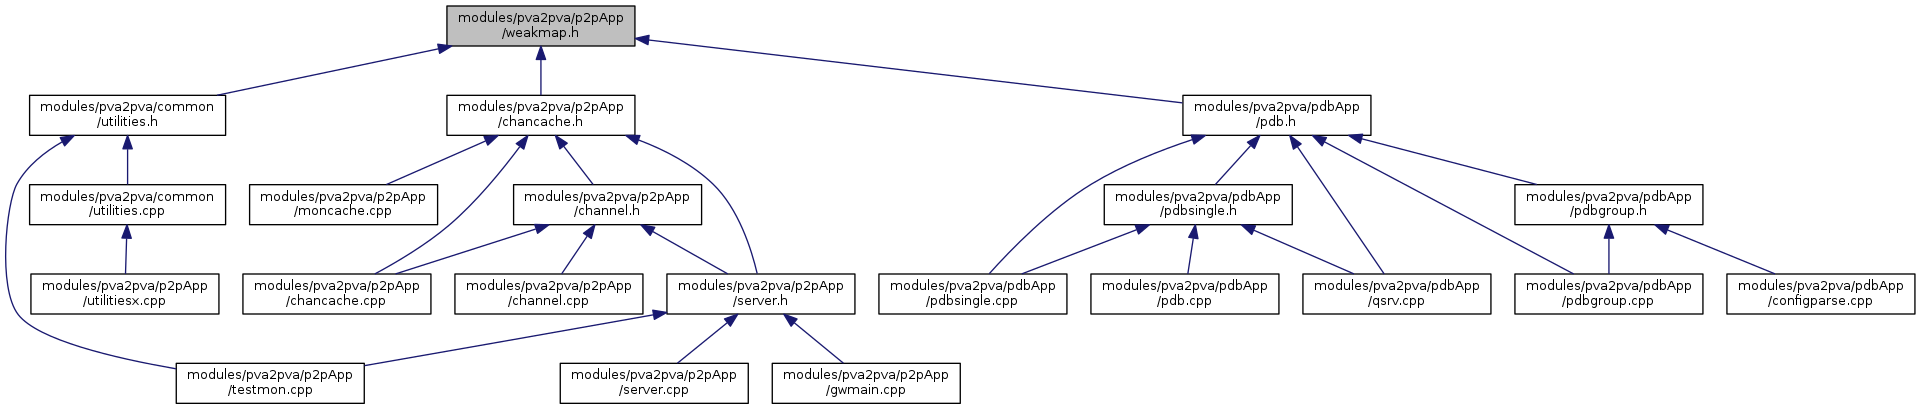 modules/pva2pva/p2pApp
/weakmap.h
modules/pva2pva/common
/utilities.h
modules/pva2pva/p2pApp
/chancache.h
modules/pva2pva/pdbApp
/pdb.h
modules/pva2pva/common
/utilities.cpp
modules/pva2pva/p2pApp
/moncache.cpp
modules/pva2pva/p2pApp
/channel.h
modules/pva2pva/pdbApp
/pdbsingle.h
modules/pva2pva/pdbApp
/pdbgroup.h
modules/pva2pva/p2pApp
/utilitiesx.cpp
modules/pva2pva/p2pApp
/chancache.cpp
modules/pva2pva/p2pApp
/channel.cpp
modules/pva2pva/p2pApp
/server.h
modules/pva2pva/pdbApp
/pdbsingle.cpp
modules/pva2pva/pdbApp
/pdb.cpp
modules/pva2pva/pdbApp
/qsrv.cpp
modules/pva2pva/pdbApp
/pdbgroup.cpp
modules/pva2pva/pdbApp
/configparse.cpp
modules/pva2pva/p2pApp
/testmon.cpp
modules/pva2pva/p2pApp
/server.cpp
modules/pva2pva/p2pApp
/gwmain.cpp